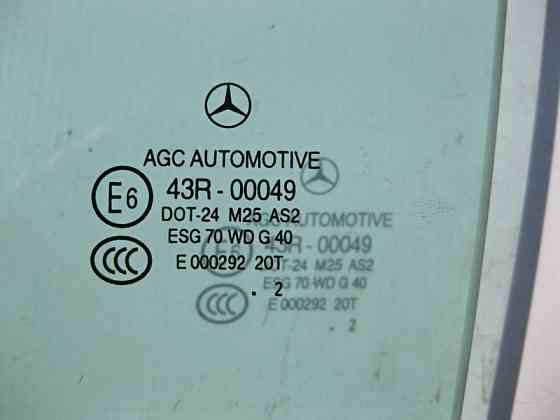 AGC AUTOMOTIVE
E6 43R - 00049
DOT-24 M25 AS2
ESG 70 WD G 40
CCC E 000292 20T
. 2